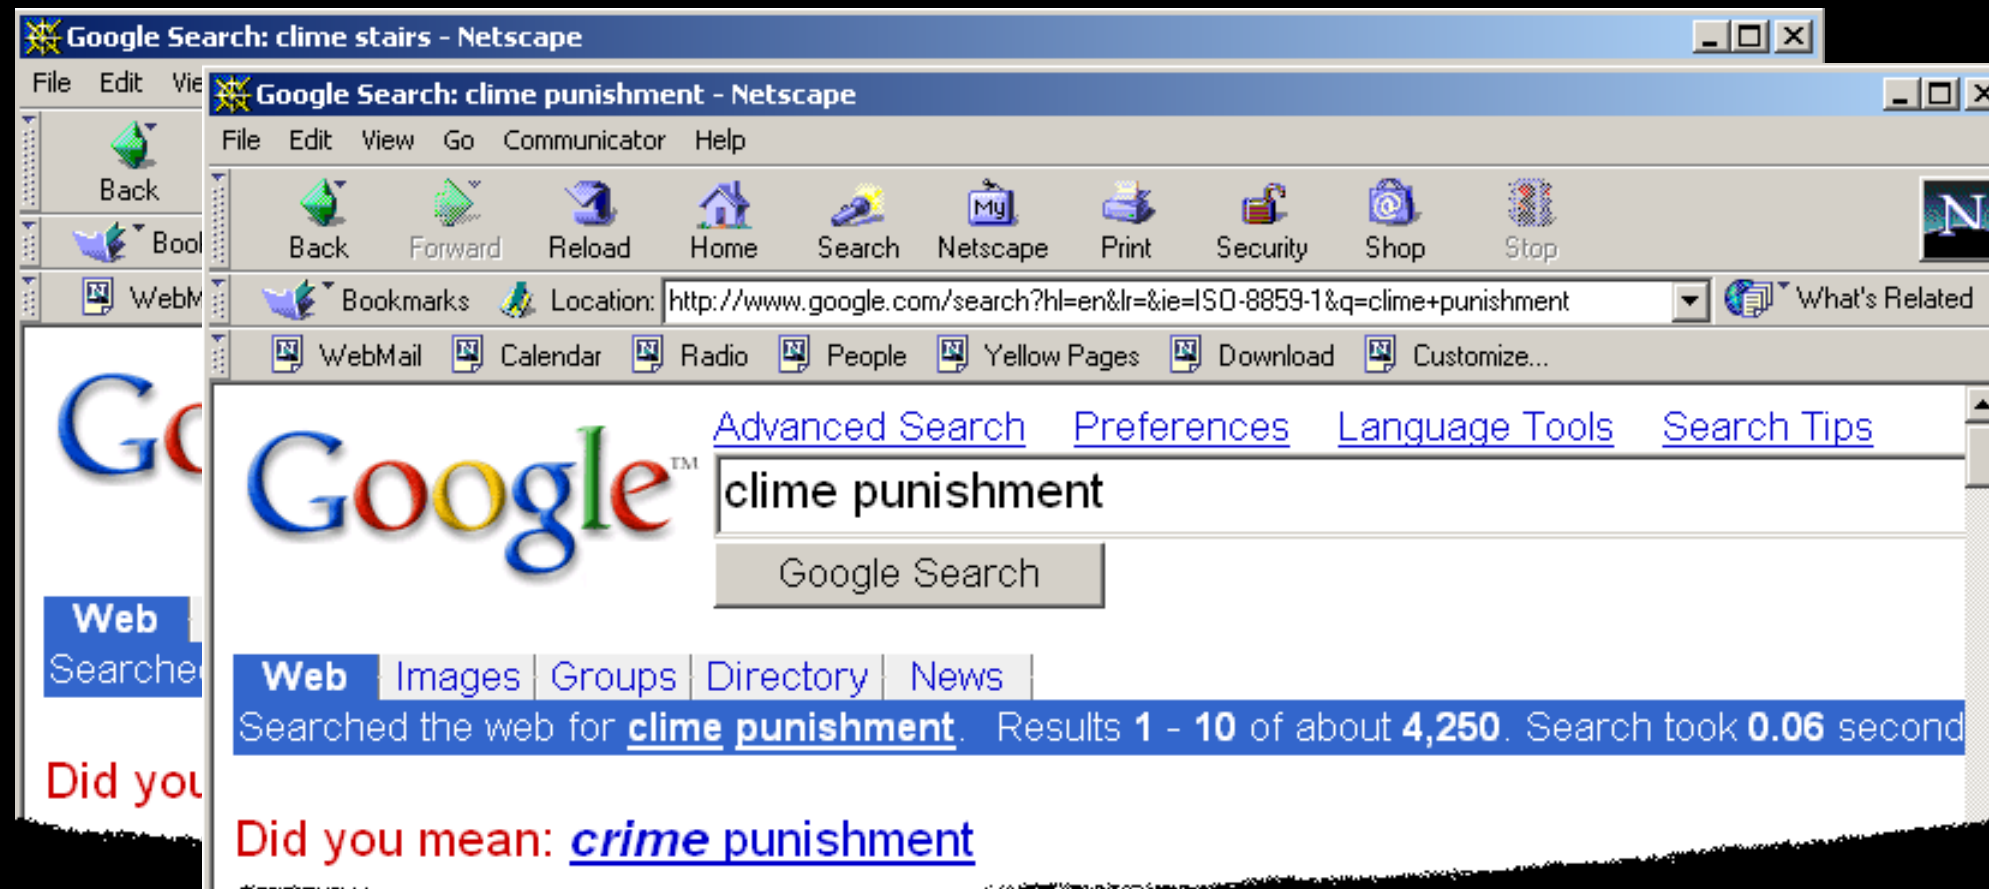 Google Search: clime stairs - Netscape
File Edit
Back
Google Search: clime punishment - Netscape
File Edit View Go Communicator Help
Back Forward Reload Home Search My Netscape Print Security Shop Stop
Bookmarks Location: http://www.google.com/search?hl=en&lr=&ie=ISO-8859-1&q=clime+punishment What's Related
WebMail Calendar Radio People Yellow Pages Download Customize...
Advanced Search Preferences Language Tools Search Tips
Google™ clime punishment
Google Search
Web
Web Images Groups Directory News
Searched the web for clime punishment. Results 1 - 10 of about 4,250. Search took 0.06 second
Did you
Did you mean: crime punishment